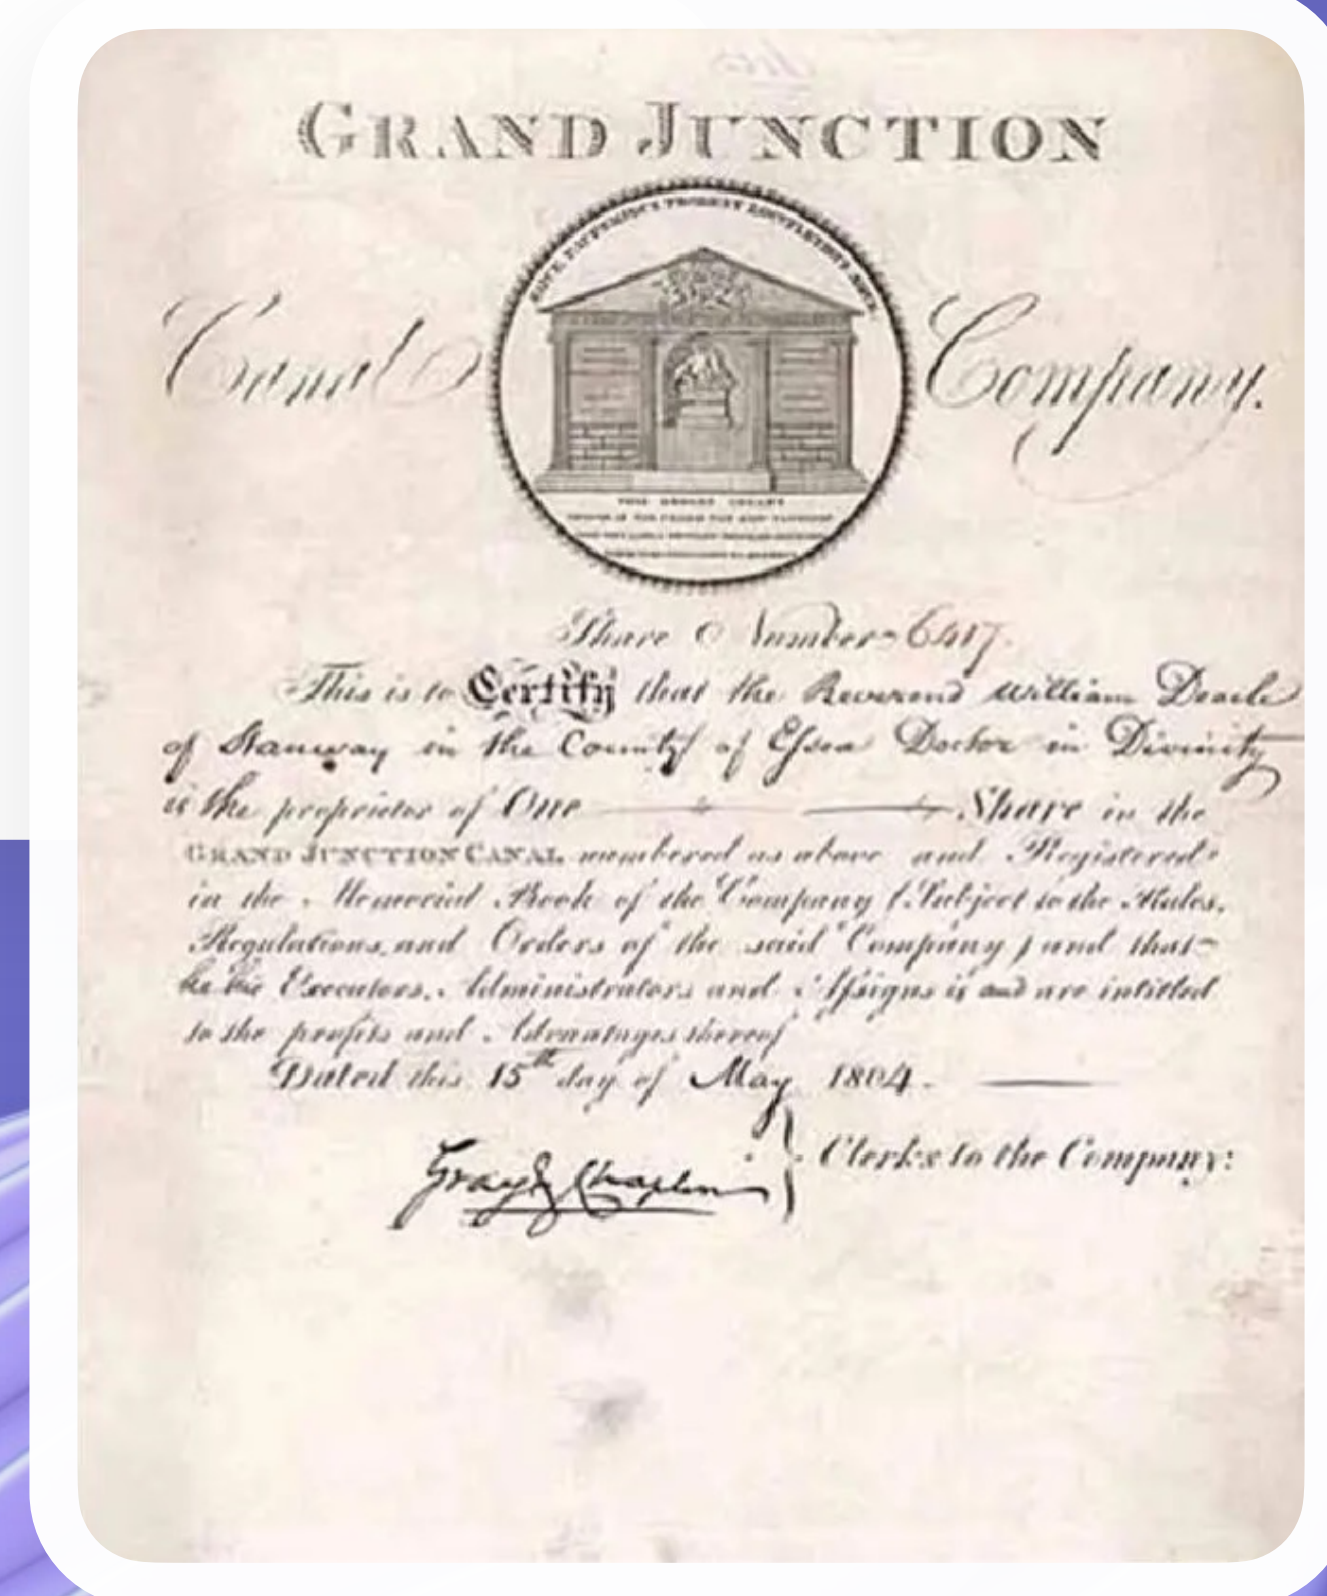 GRAND JUNCTION
Canal Company.
Share Number 6417.
This is to Certify that the Reverend William
of Stanway in the County of Essex Doctor in Divinity
is the proprietor of One Share in the
GRAND JUNCTION CANAL numbered as above and Registered
in the Memorial Book of the Company (Subject to the Rules,
Regulations, and Orders of the said Company) and that
he his Executors, Administrators and Assigns is and are intitled
to the profits and Advantages thereof
Dated this 15th day of May 1804.
Gray & Chaplin } Clerks to the Company: